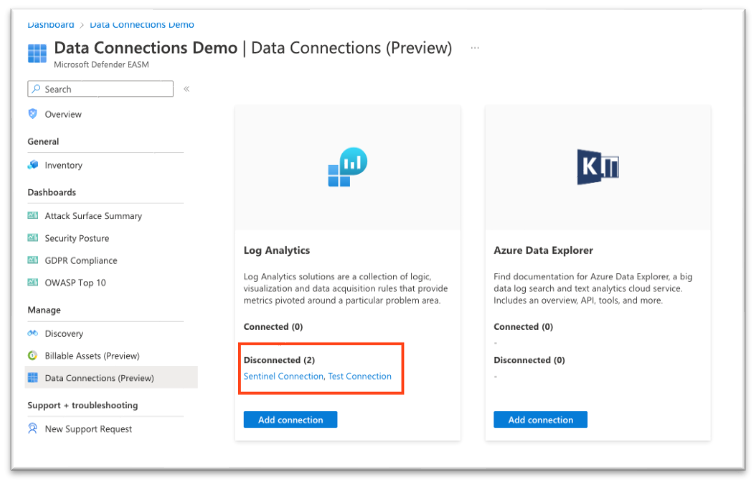 Dashboard > Data Connections Demo
Data Connections Demo | Data Connections (Preview) ...
Microsoft Defender EASM
Search «
Overview
General
Inventory
Dashboards
Attack Surface Summary
Security Posture
GDPR Compliance
OWASP Top 10
Manage
Discovery
Billable Assets (Preview)
Data Connections (Preview)
Support + troubleshooting
New Support Request
Log Analytics
Log Analytics solutions are a collection of logic,
visualization and data acquisition rules that provide
metrics pivoted around a particular problem area.
Connected (0)
Disconnected (2)
Sentinel Connection, Test Connection
Add connection
K
Azure Data Explorer
Find documentation for Azure Data Explorer, a big
data log search and text analytics cloud service.
Includes an overview, API, tools, and more.
Connected (0)
-
Disconnected (0)
-
Add connection